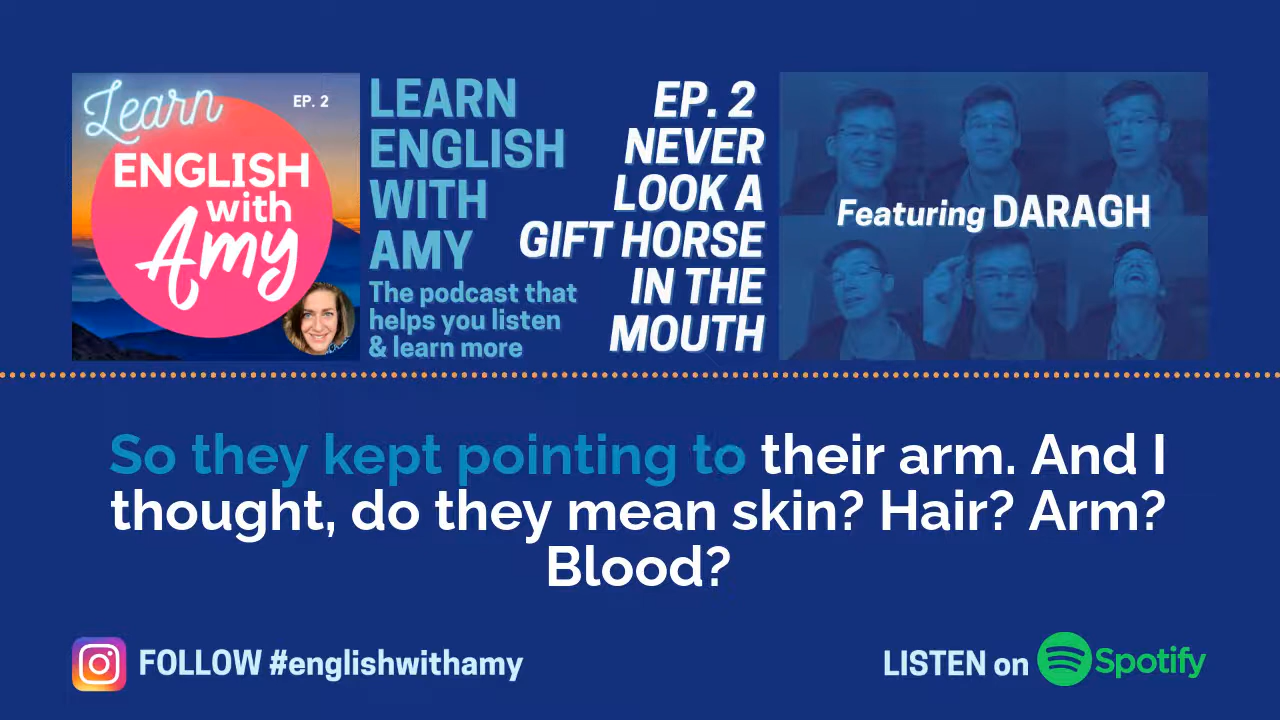 Learn
EP. 2
ENGLISH
with
Amy
LEARN
ENGLISH
WITH
AMY
The podcast that
helps you listen
& learn more
EP. 2
NEVER
LOOK A
GIFT HORSE
IN THE
MOUTH
Featuring DARAGH
So they kept pointing to their arm. And I
thought, do they mean skin? Hair? Arm?
Blood?
FOLLOW #englishwithamy
LISTEN on Spotify